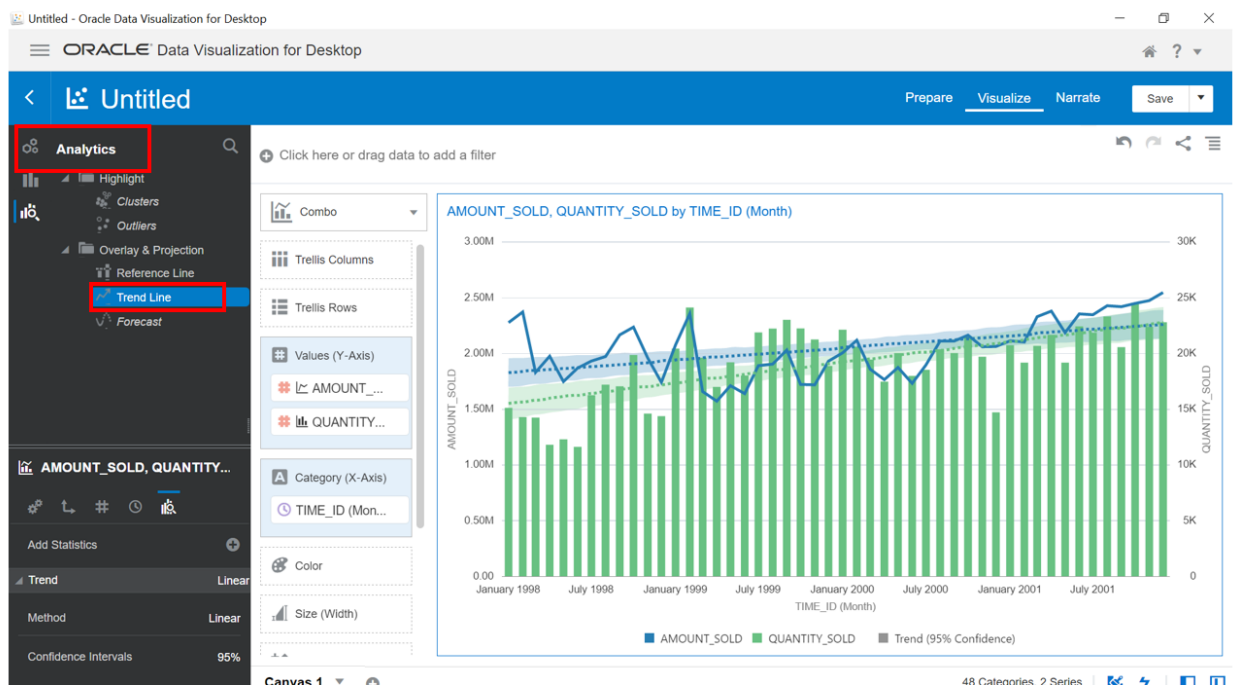 Untitled - Oracle Data Visualization for Desktop
ORACLE Data Visualization for Desktop
?
Untitled
Prepare Visualize Narrate Save
Analytics
Highlight
Clusters
Outliers
Overlay & Projection
Reference Line
Trend Line
Forecast
AMOUNT_SOLD, QUANTITY...
Add Statistics
Trend Linear
Method Linear
Confidence Intervals 95%
Click here or drag data to add a filter
Combo
Trellis Columns
Trellis Rows
Values (Y-Axis)
AMOUNT_...
QUANTITY...
Category (X-Axis)
TIME_ID (Mon...
Color
Size (Width)
AMOUNT_SOLD, QUANTITY_SOLD by TIME_ID (Month)
3.00M
2.50M
2.00M
1.50M
1.00M
0.50M
0.00
AMOUNT_SOLD
30K
25K
20K
15K
10K
5K
0
QUANTITY_SOLD
January 1998 July 1998 January 1999 July 1999 January 2000 July 2000 January 2001 July 2001
TIME_ID (Month)
AMOUNT_SOLD QUANTITY_SOLD Trend (95% Confidence)
Canvas 1
48 Categories, 2 Series